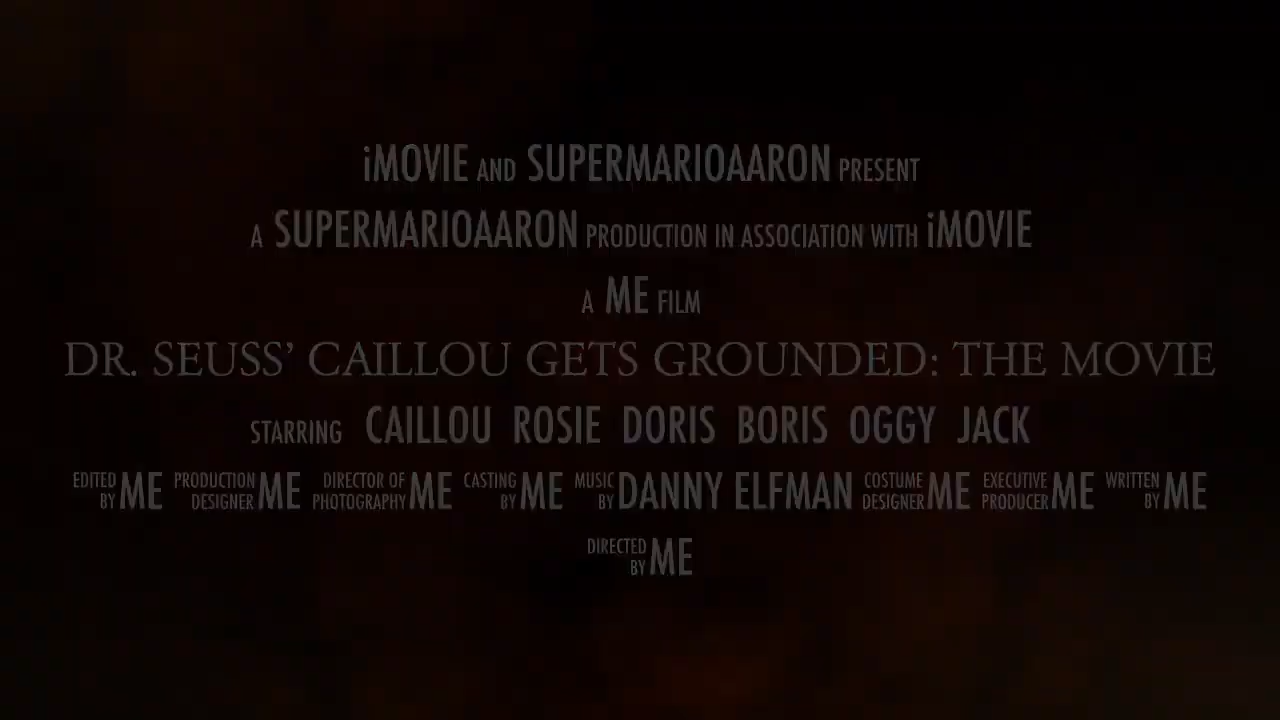 iMOVIE AND SUPERMARIOAARON PRESENT
A SUPERMARIOAARON PRODUCTION IN ASSOCIATION WITH iMOVIE
A ME FILM
DR. SEUSS’ CAILLOU GETS GROUNDED: THE MOVIE
STARRING CAILLOU ROSIE DORIS BORIS OGGY JACK
EDITED BY ME PRODUCTION DESIGNER ME DIRECTOR OF PHOTOGRAPHY ME CASTING BY ME MUSIC BY DANNY ELFMAN COSTUME DESIGNER ME EXECUTIVE PRODUCER ME WRITTEN BY ME
DIRECTED BY ME